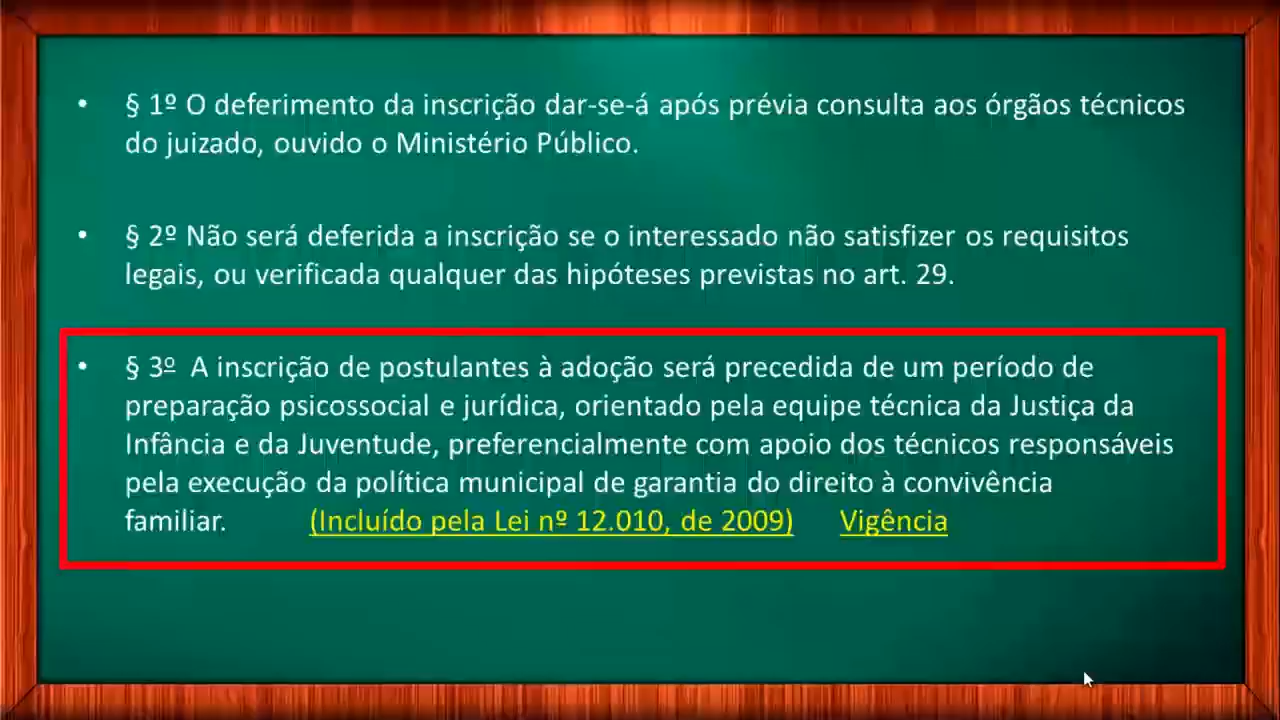 • § 1º O deferimento da inscrição dar-se-á após prévia consulta aos órgãos técnicos
do juizado, ouvido o Ministério Público.
• § 2º Não será deferida a inscrição se o interessado não satisfizer os requisitos
legais, ou verificada qualquer das hipóteses previstas no art. 29.
• § 3º A inscrição de postulantes à adoção será precedida de um período de
preparação psicossocial e jurídica, orientado pela equipe técnica da Justiça da
Infância e da Juventude, preferencialmente com apoio dos técnicos responsáveis
pela execução da política municipal de garantia do direito à convivência
familiar. (Incluído pela Lei nº 12.010, de 2009) Vigência